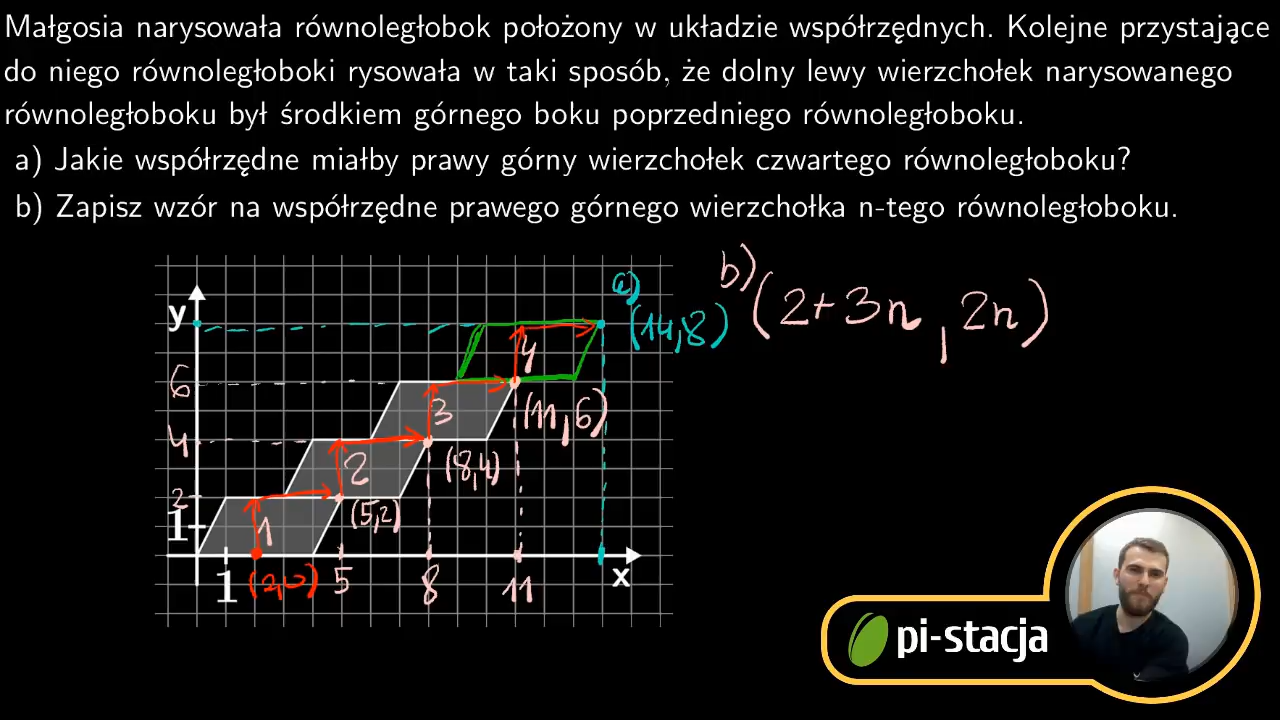 Małgosia narysowała równoległobok położony w układzie współrzędnych. Kolejne przystające
do niego równoległoboki rysowała w taki sposób, że dolny lewy wierzchołek narysowanego
równoległoboku był środkiem górnego boku poprzedniego równoległoboku.
a) Jakie współrzędne miałby prawy górny wierzchołek czwartego równoległoboku?
b) Zapisz wzór na współrzędne prawego górnego wierzchołka n-tego równoległoboku.
b) (2+3n, 2n)
a)
(14,8)
y
4
6
3
(11,6)
4
2
(8,4)
2
1
1
(5,2)
1
(2,0)
5
8
11
x
pi-stacja